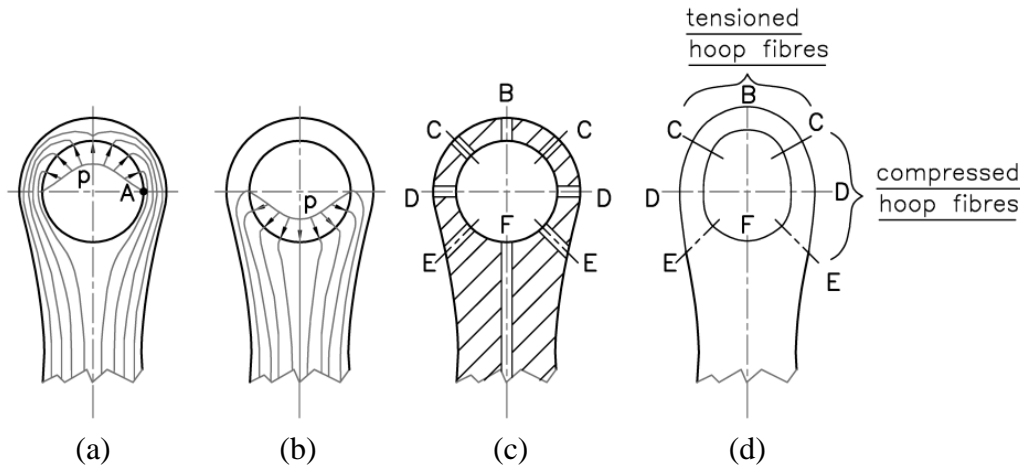 tensioned
hoop fibres
B
C C
D D
F
E E
B
C C
D D
F
E E
compressed
hoop fibres
p
A
p
(a) (b) (c) (d)